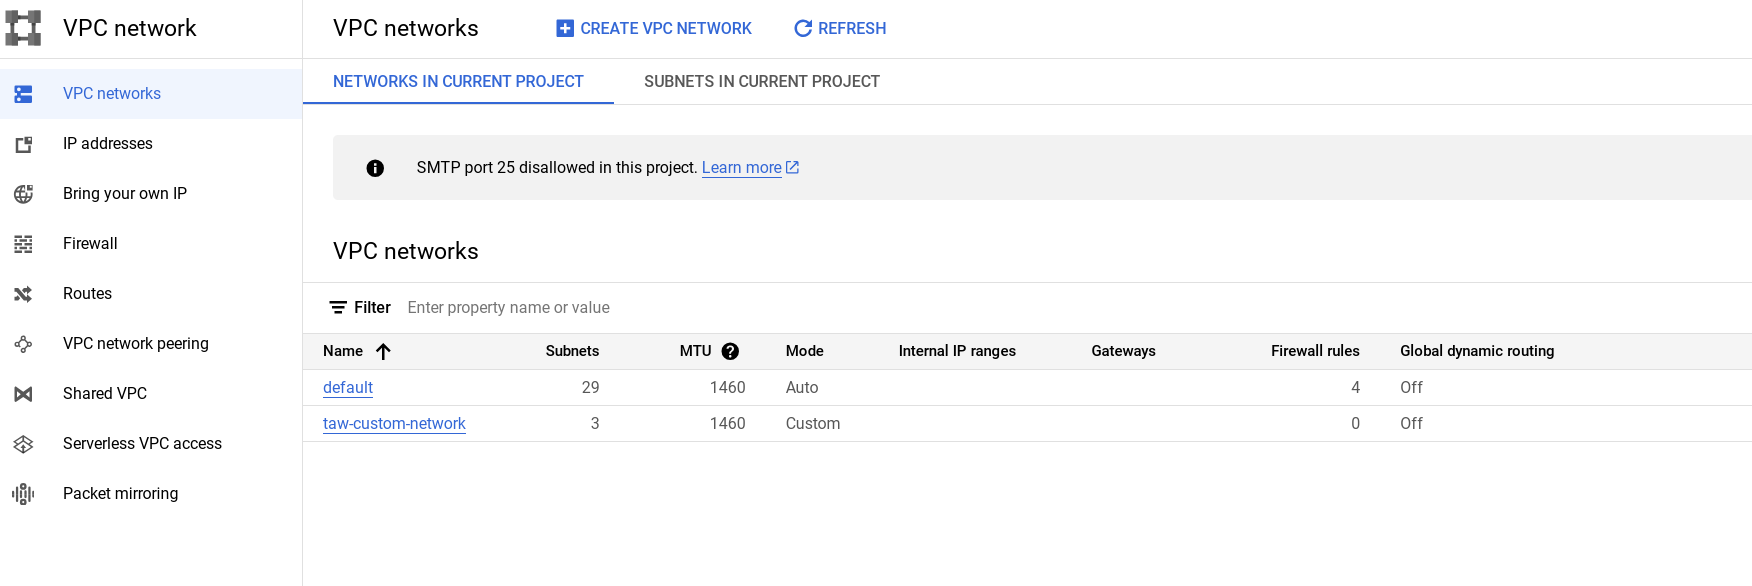 VPC network
VPC networks
IP addresses
Bring your own IP
Firewall
Routes
VPC network peering
Shared VPC
Serverless VPC access
Packet mirroring
VPC networks CREATE VPC NETWORK REFRESH
NETWORKS IN CURRENT PROJECT SUBNETS IN CURRENT PROJECT
SMTP port 25 disallowed in this project. Learn more
VPC networks
Filter Enter property name or value
Name Subnets MTU Mode Internal IP ranges Gateways Firewall rules Global dynamic routing
default 29 1460 Auto 4 Off
taw-custom-network 3 1460 Custom 0 Off